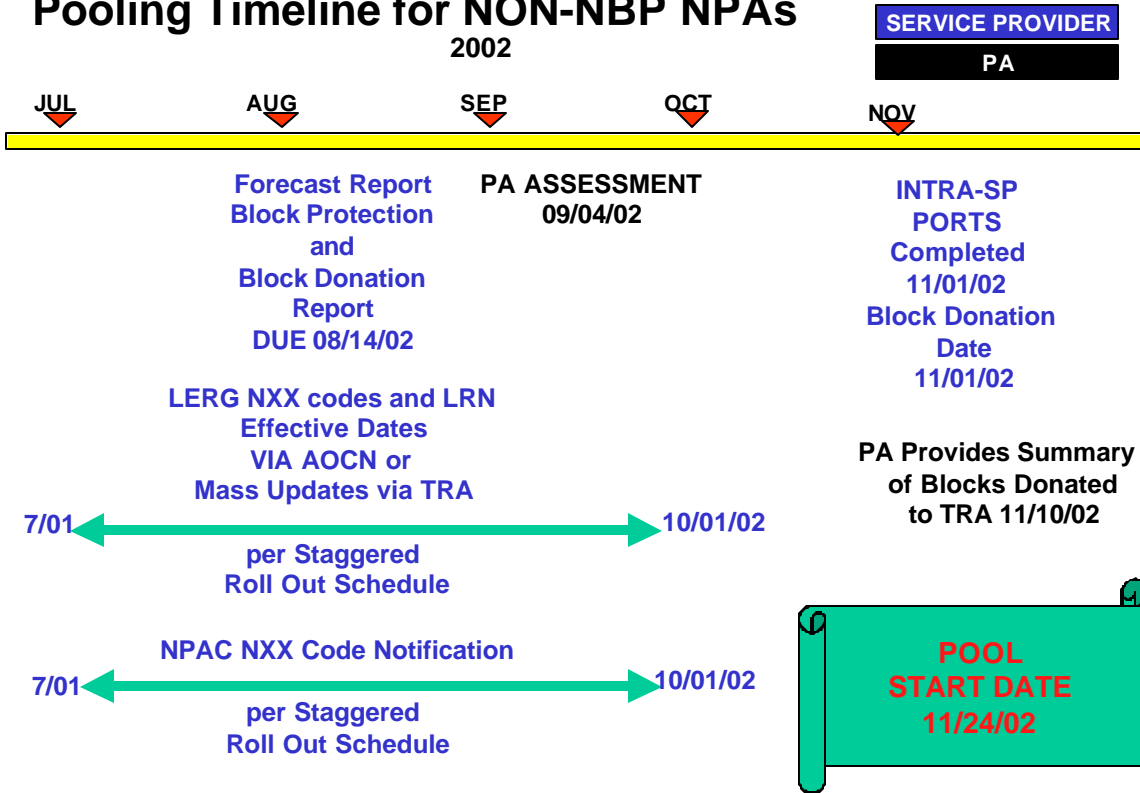 Pooling Timeline for NON-NBP NPAs
2002
SERVICE PROVIDER
PA
JUL
AUG
SEP
OCT
NOV
Forecast Report
Block Protection
and
Block Donation
Report
DUE 08/14/02
PA ASSESSMENT
09/04/02
INTRA-SP
PORTS
Completed
11/01/02
Block Donation
Date
11/01/02
LERG NXX codes and LRN
Effective Dates
VIA AOCN or
Mass Updates via TRA
7/01
10/01/02
per Staggered
Roll Out Schedule
PA Provides Summary
of Blocks Donated
to TRA 11/10/02
NPAC NXX Code Notification
7/01
10/01/02
per Staggered
Roll Out Schedule
POOL
START DATE
11/24/02